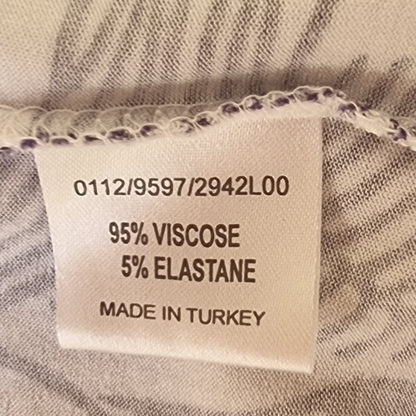 0112/9597/2942L00
95% VISCOSE
5% ELASTANE
MADE IN TURKEY